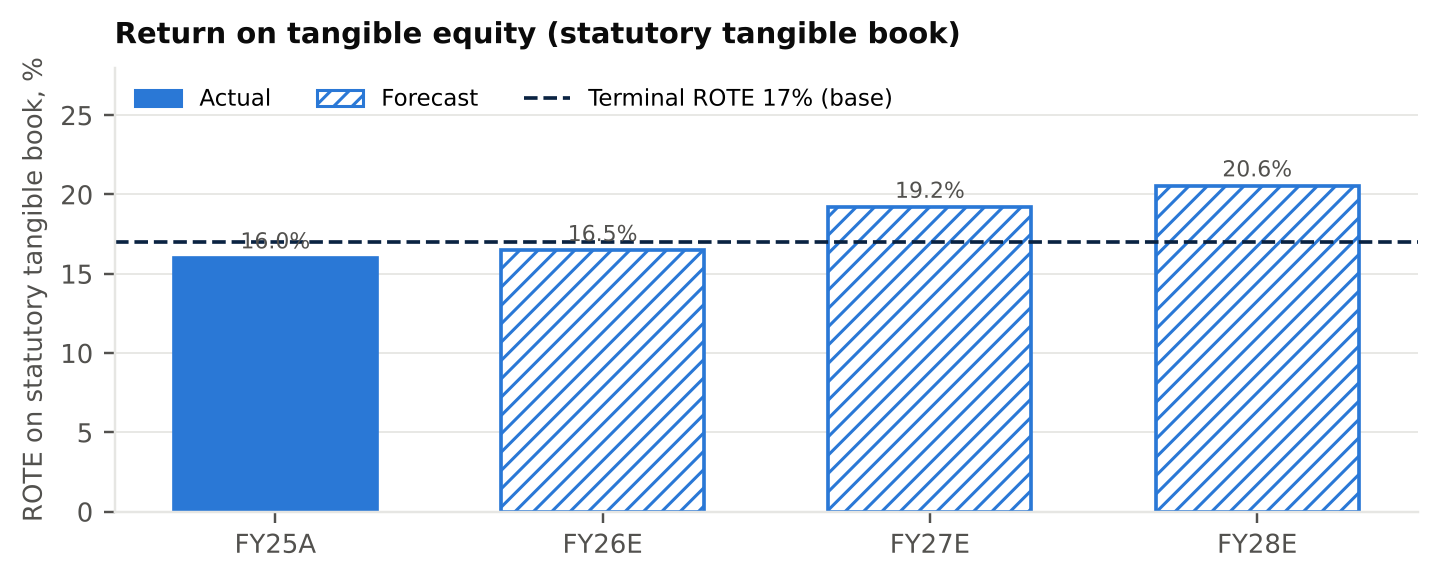 Return on tangible equity (statutory tangible book)
ROTE on statutory tangible book, %
Actual
Forecast
Terminal ROTE 17% (base)
25
20
15
10
5
0
16.0%
16.5%
19.2%
20.6%
FY25A
FY26E
FY27E
FY28E